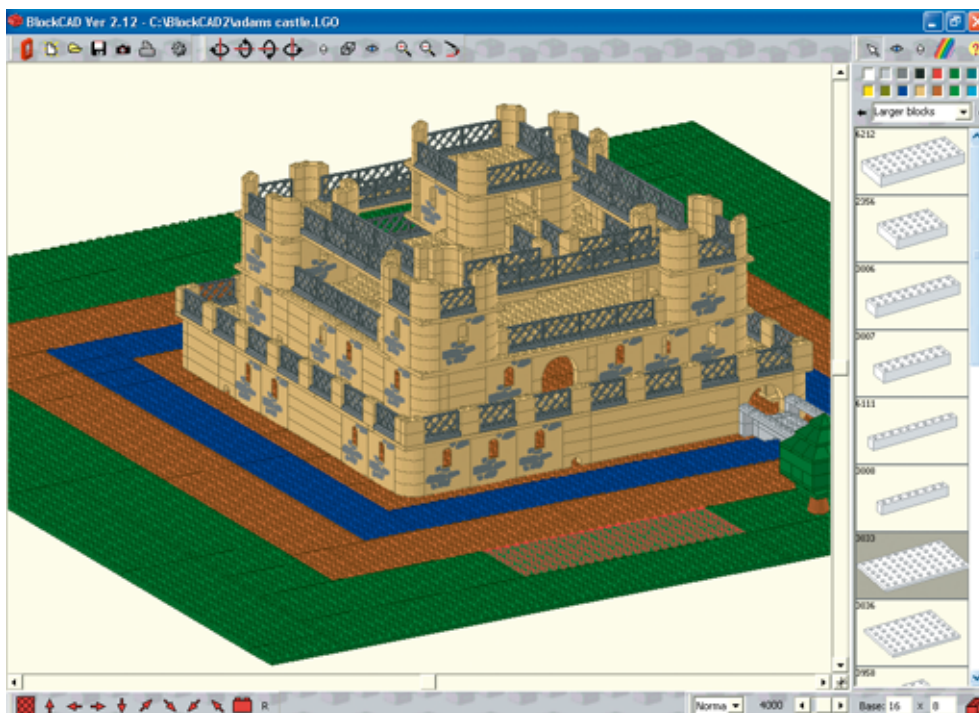 BlockCAD Ver 2.12 - C:\BlockCAD2\adams castle.LGO
Larger blocks
6212
2356
3006
3007
6111
3008
3033
3036
3958
R
Norma
4000
Base: 16 x 8